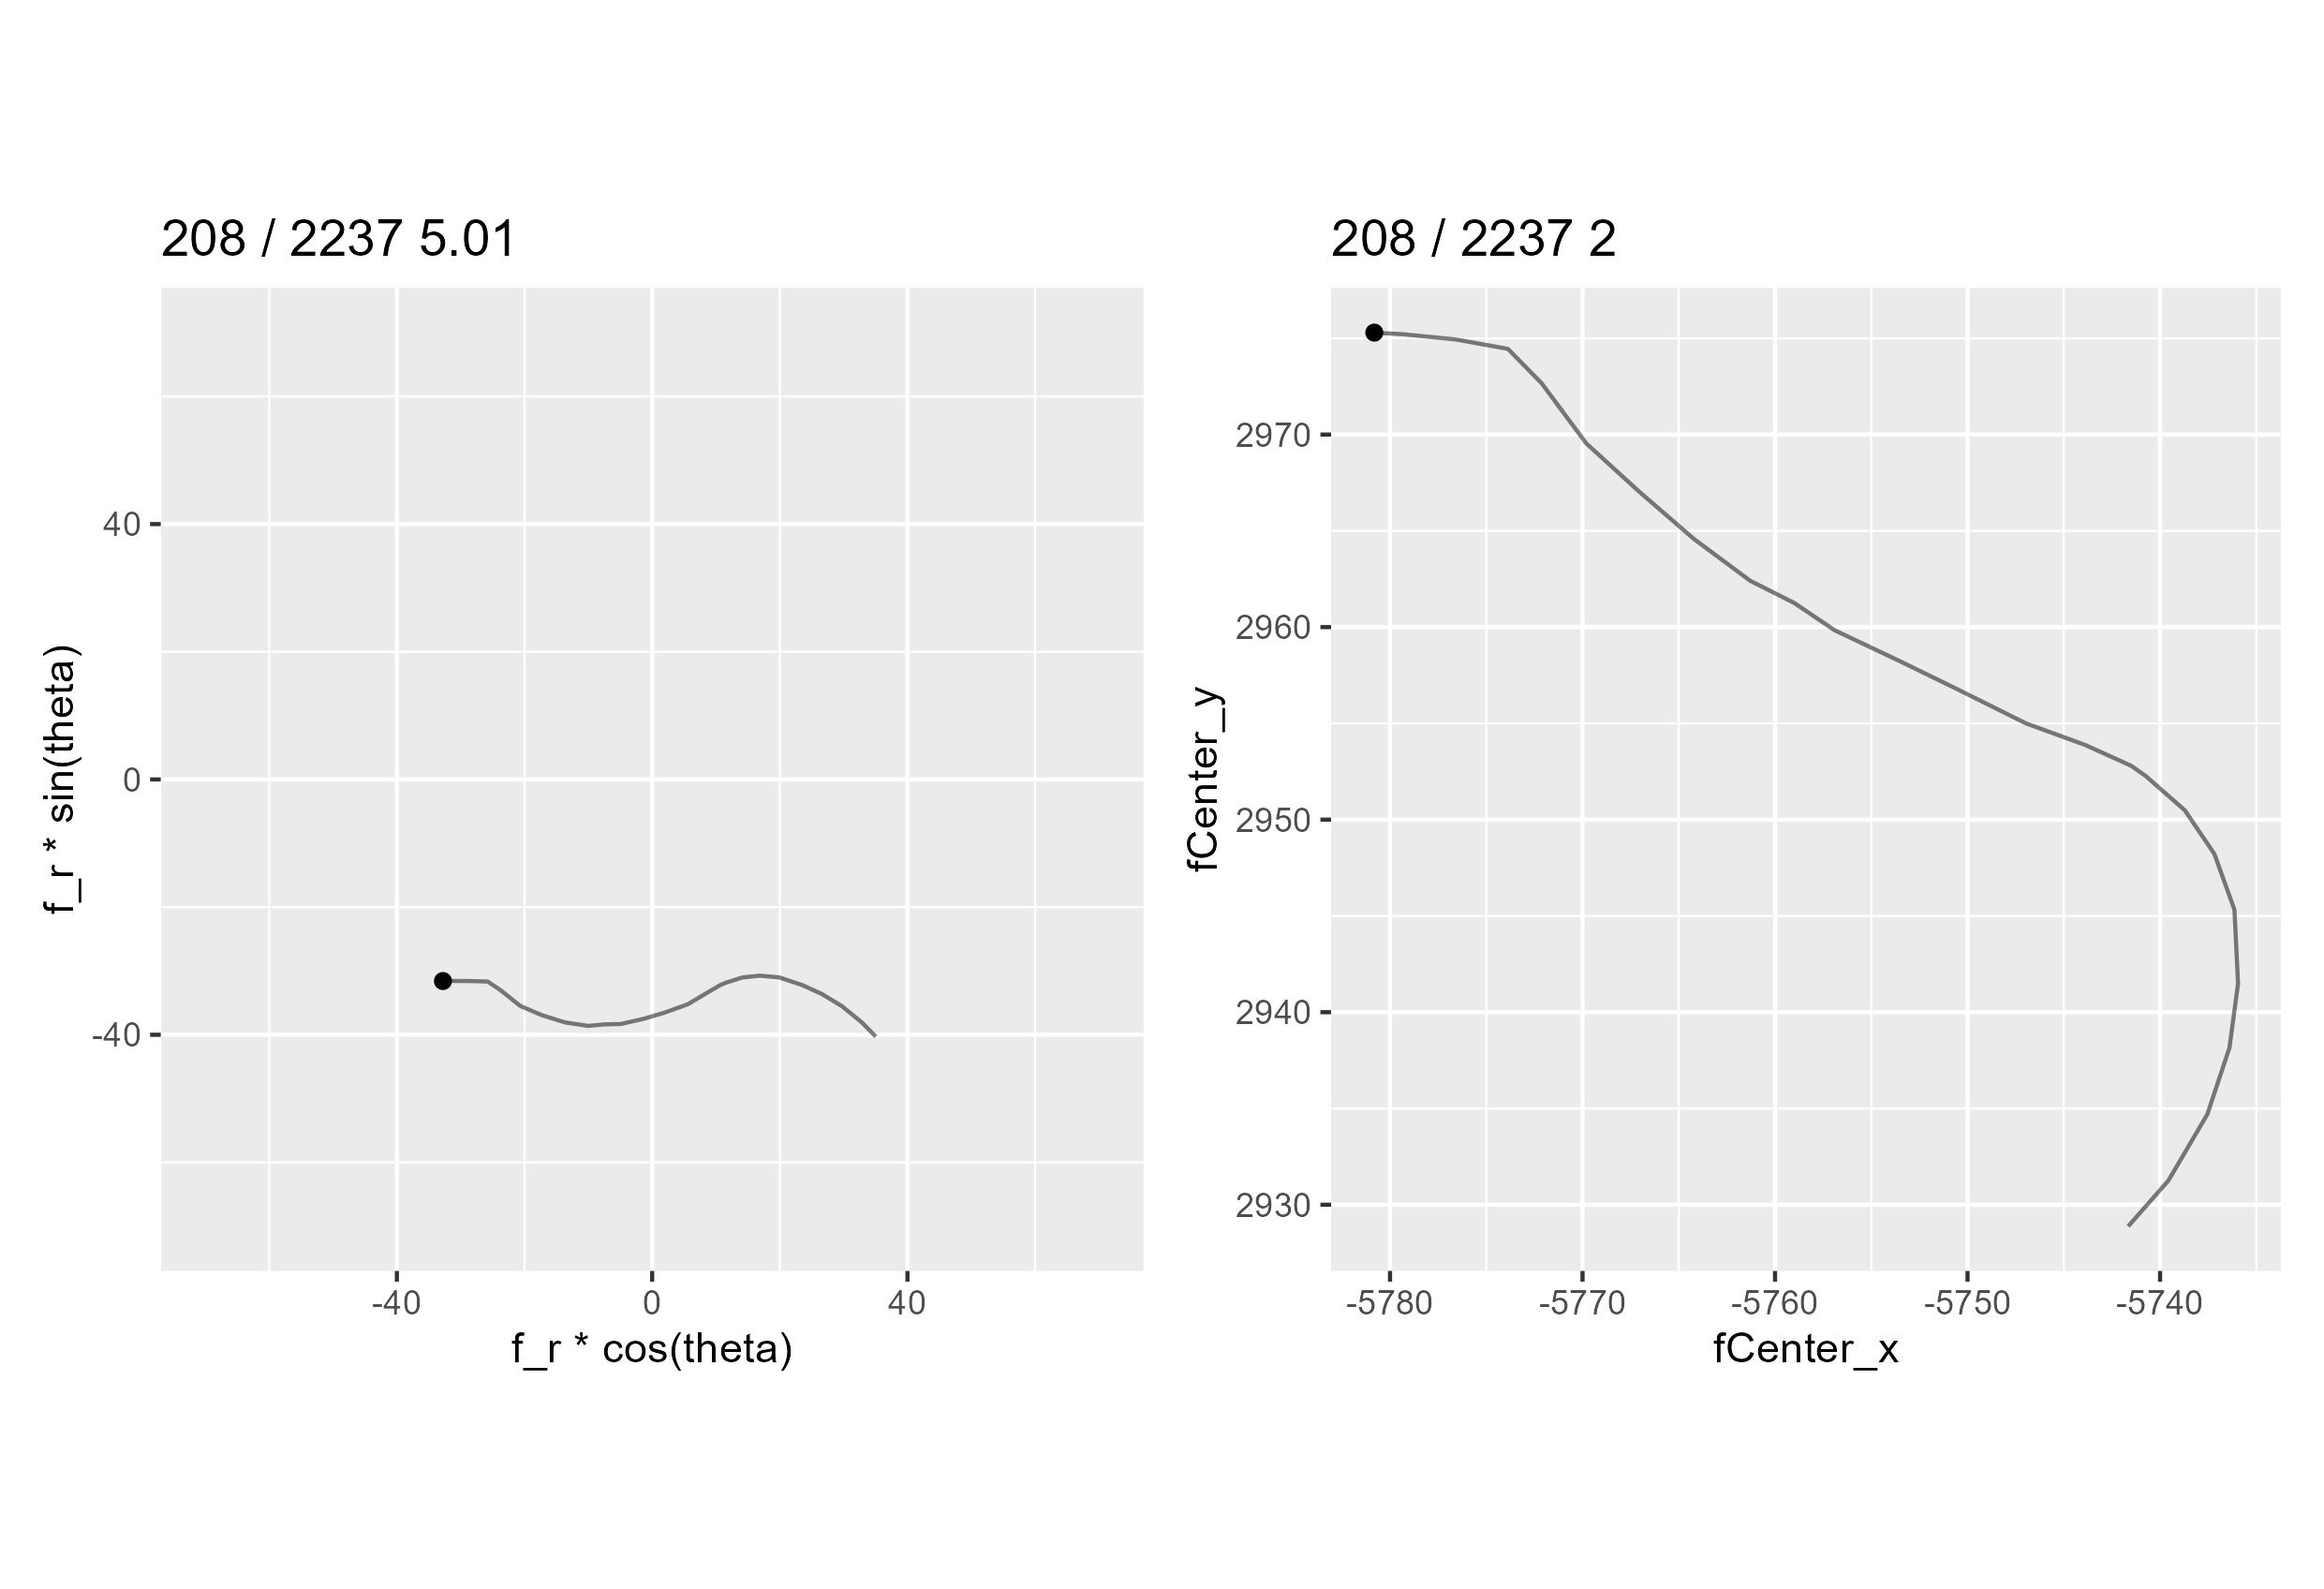 208 / 2237 5.01
f_r * sin(theta)
40
0
-40
-40 0 40
f_r * cos(theta)
208 / 2237 2
fCenter_y
2970
2960
2950
2940
2930
-5780 -5770 -5760 -5750 -5740
fCenter_x